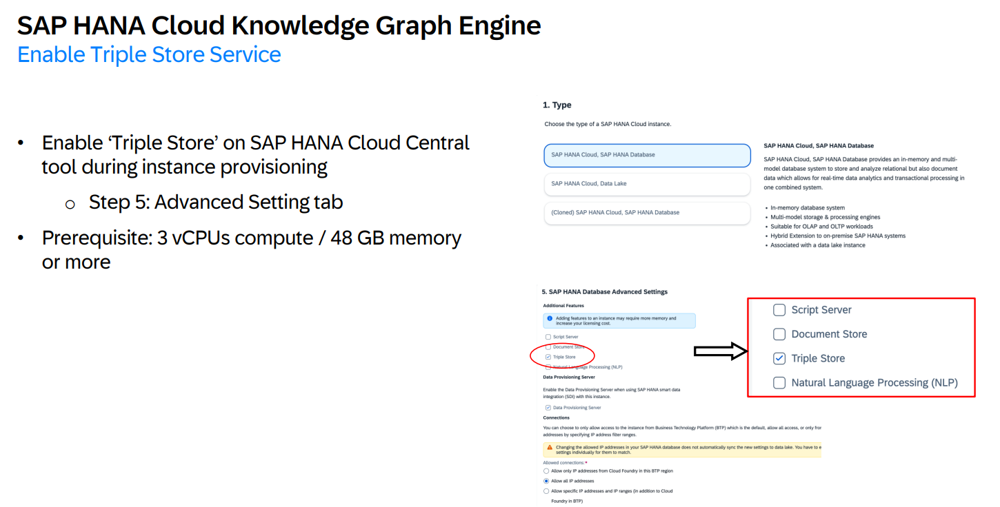 SAP HANA Cloud Knowledge Graph Engine
Enable Triple Store Service
• Enable ‘Triple Store’ on SAP HANA Cloud Central
tool during instance provisioning
o Step 5: Advanced Setting tab
• Prerequisite: 3 vCPUs compute / 48 GB memory
or more
1. Type
Choose the type of a SAP HANA Cloud instance.
SAP HANA Cloud, SAP HANA Database
SAP HANA Cloud, Data Lake
(Cloned) SAP HANA Cloud, SAP HANA Database
SAP HANA Cloud, SAP HANA Database
SAP HANA Cloud, SAP HANA Database provides an in-memory and multi-
model database system to store and analyze relational but also document
data which allows for real-time data analytics and transactional processing in
one combined system.
• In-memory database system
• Multi-model storage & processing engines
• Suitable for OLAP and OLTP workloads
• Hybrid Extension to on-premise SAP HANA systems
• Associated with a data lake instance
5. SAP HANA Database Advanced Settings
Additional Features
Adding features to an instance may require more memory and
increase your licensing cost.
Script Server
Document Store
Triple Store
Natural Language Processing (NLP)
Data Provisioning Server
Enable the Data Provisioning Server when using SAP HANA smart data
integration (SDI) with this instance.
Data Provisioning Server
Connections
You can choose to only allow access to the instance from Business Technology Platform (BTP) which is the default, allow all access, or only fror
addresses by specifying IP address filter ranges.
Changing the allowed IP addresses in your SAP HANA database does not automatically sync the new settings to data lake. You have to e
settings individually for them to match.
Allowed connections:*
Allow only IP addresses from Cloud Foundry in this BTP region
Allow all IP addresses
Allow specific IP addresses and IP ranges (in addition to Cloud
Foundry in BTP)
Script Server
Document Store
Triple Store
Natural Language Processing (NLP)